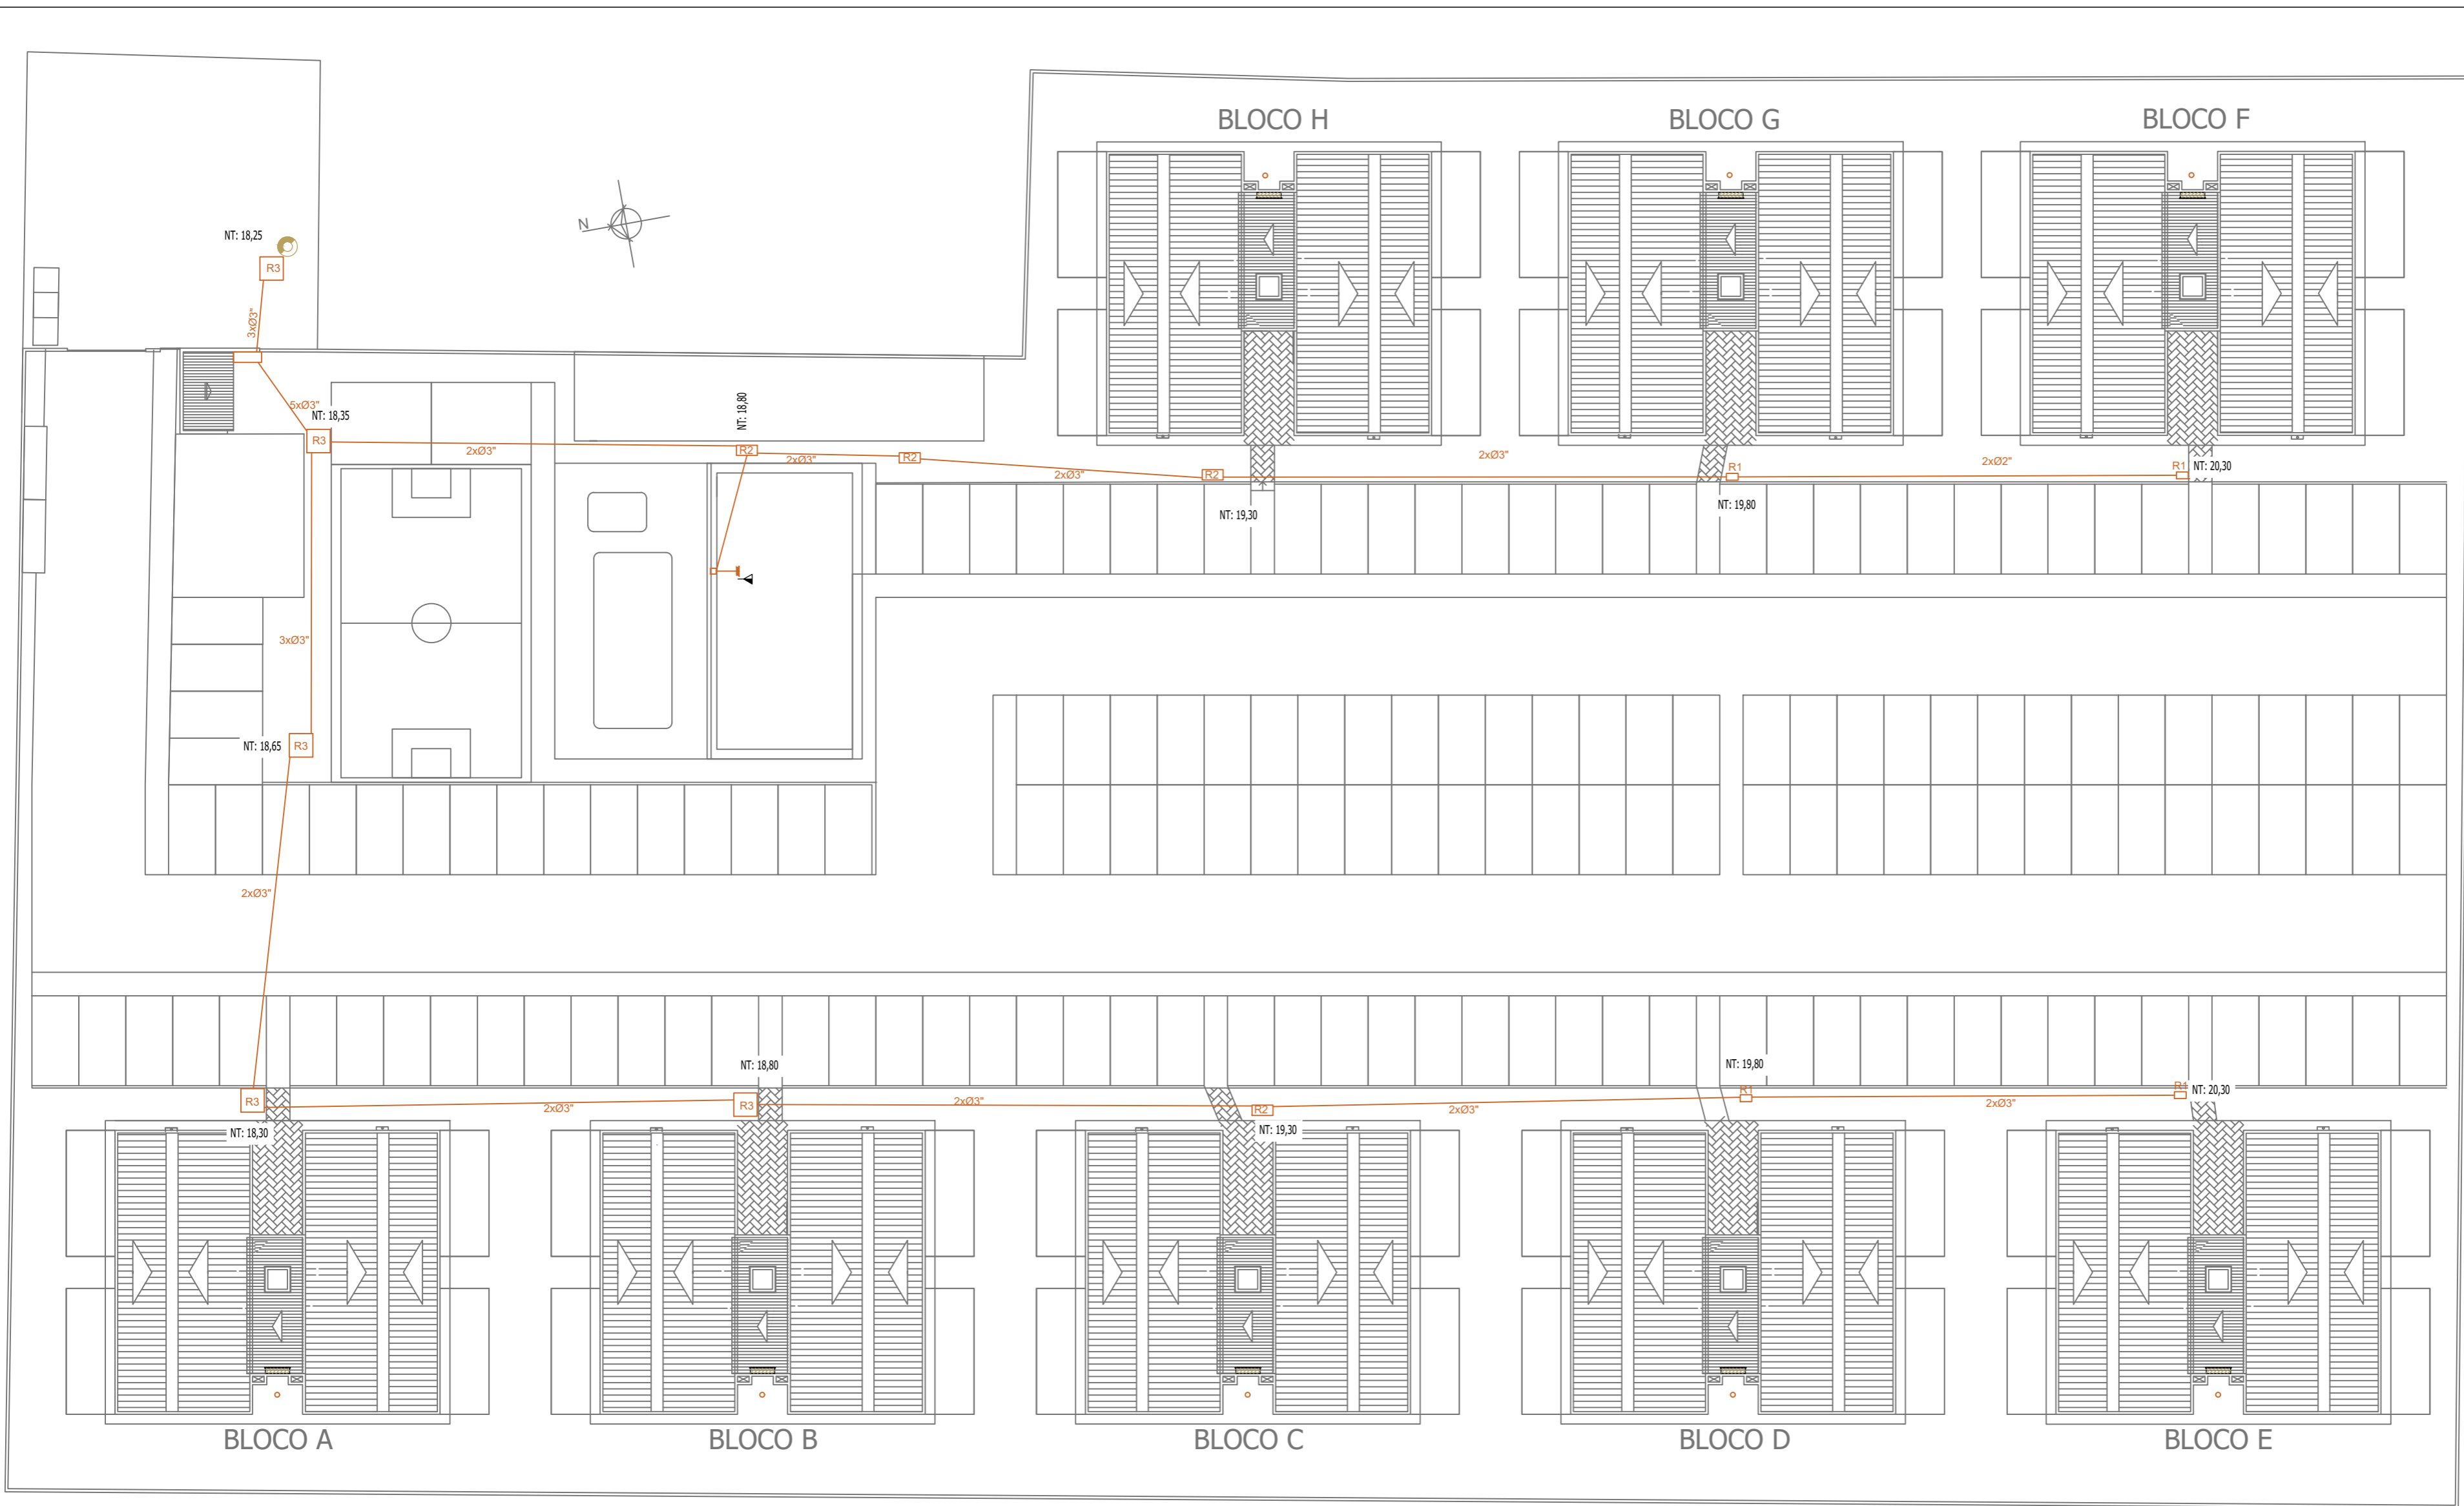 BLOCO H
BLOCO G
BLOCO F
NT: 18,25
R3
3xØ3"
N
5xØ3"
NT: 18,35
R3
2xØ3"
NT: 18,80
R2
2xØ3"
R2
2xØ3"
R2
2xØ3"
R1
2xØ2"
R1
NT: 20,30
NT: 19,30
NT: 19,80
3xØ3"
NT: 18,65
R3
2xØ3"
NT: 18,80
NT: 19,80
R3
2xØ3"
R3
2xØ3"
R2
2xØ3"
R1
2xØ3"
R1
NT: 20,30
NT: 18,30
NT: 19,30
BLOCO A
BLOCO B
BLOCO C
BLOCO D
BLOCO E